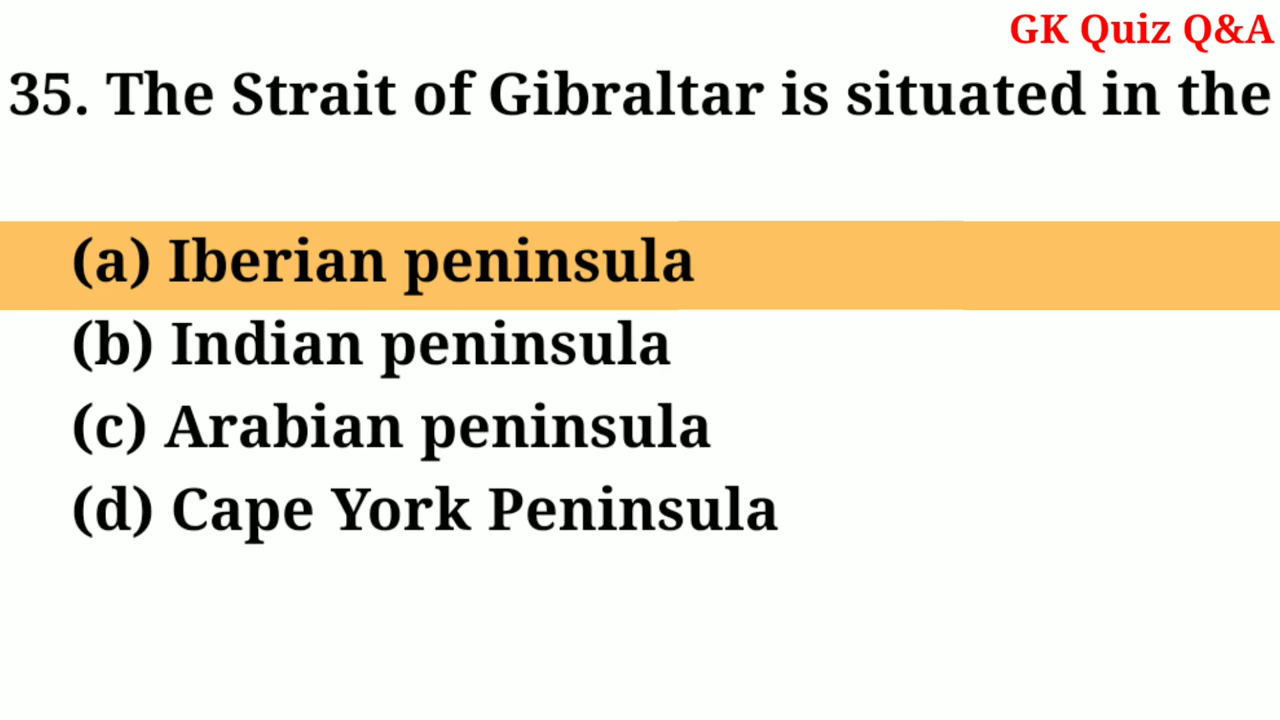 GK Quiz Q&A
35. The Strait of Gibraltar is situated in the
(a) Iberian peninsula
(b) Indian peninsula
(c) Arabian peninsula
(d) Cape York Peninsula